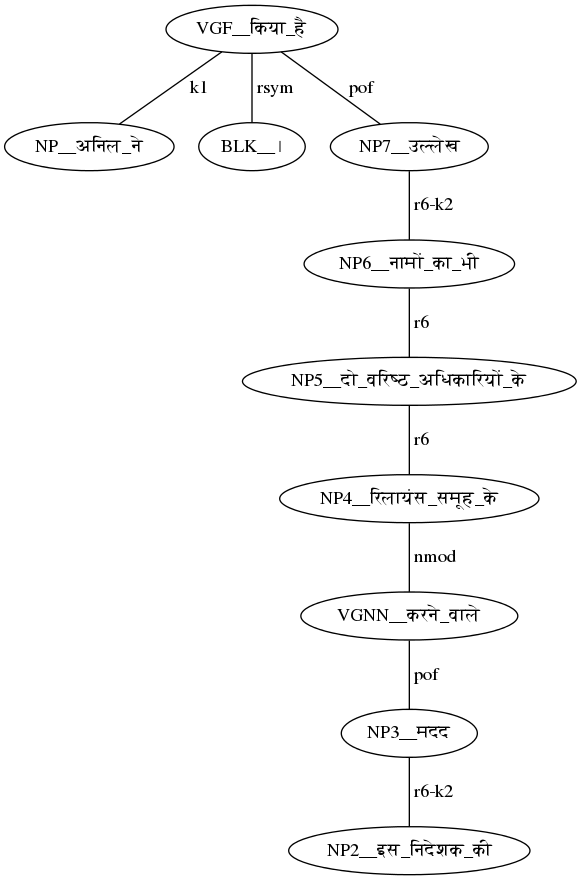 VGF__किया_है
k1
rsym
pof
NP__अनिल_ने
BLK__।
NP7__उल्लेख
r6-k2
NP6__नामों_का_भी
r6
NP5__दो_वरिष्ठ_अधिकारियों_के
r6
NP4__रिलायंस_समूह_के
nmod
VGNN__करने_वाले
pof
NP3__मदद
r6-k2
NP2__इस_निदेशक_की